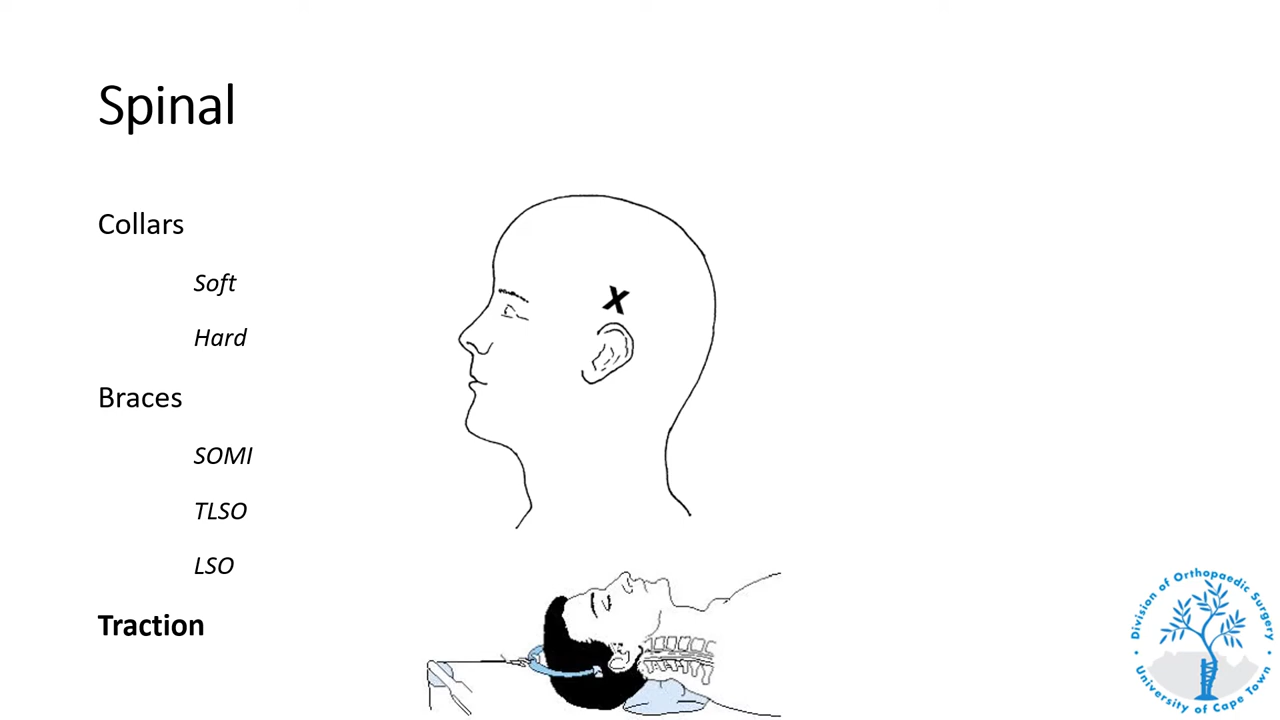 Spinal
Collars
Soft
Hard
Braces
SOMI
TLSO
LSO
Traction
X
Division of Orthopaedic Surgery
University of Cape Town